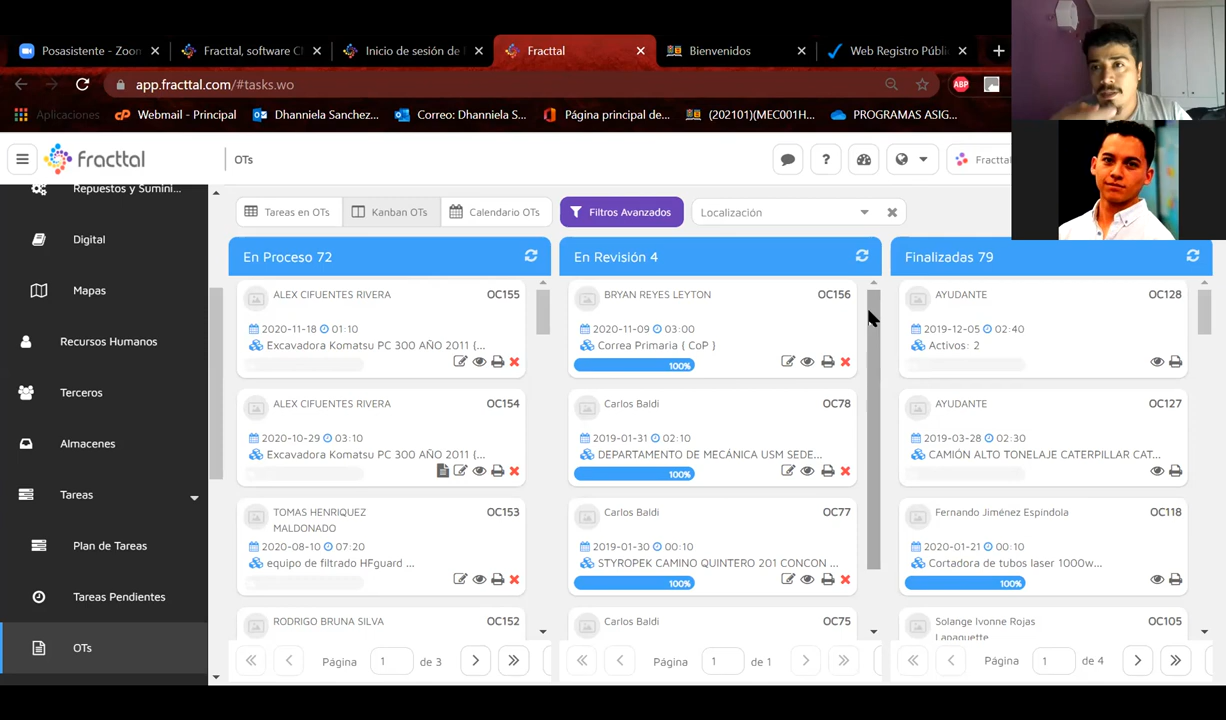 Posasistente - Zoom
Fracttal, software C
Inicio de sesión de
Fracttal
Bienvenidos
Web Registro Públi
app.fracttal.com/#tasks.wo
ABP
Aplicaciones
Webmail - Principal
Dhanniela Sanchez...
Correo: Dhanniela S...
Página principal de...
(202101)(MEC001H...
PROGRAMAS ASIG...
fracttal
OTs
?
Fractta
Repuestos y Sumini...
Digital
Mapas
Recursos Humanos
Terceros
Almacenes
Tareas
Plan de Tareas
Tareas Pendientes
OTs
Tareas en OTs
Kanban OTs
Calendario OTs
Filtros Avanzados
Localización
En Proceso 72
ALEX CIFUENTES RIVERA OC155
2020-11-18 01:10
Excavadora Komatsu PC 300 AÑO 2011 {...
ALEX CIFUENTES RIVERA OC154
2020-10-29 03:10
Excavadora Komatsu PC 300 AÑO 2011 {...
TOMAS HENRIQUEZ OC153
MALDONADO
2020-08-10 07:20
equipo de filtrado HFguard ...
RODRIGO BRUNA SILVA OC152
Página 1 de 3
En Revisión 4
BRYAN REYES LEYTON OC156
2020-11-09 03:00
Correa Primaria { CoP }
100%
Carlos Baldi OC78
2019-01-31 02:10
DEPARTAMENTO DE MECÁNICA USM SEDE...
100%
Carlos Baldi OC77
2019-01-30 00:10
STYROPEK CAMINO QUINTERO 201 CONCON ...
100%
Carlos Baldi OC75
Página 1 de 1
Finalizadas 79
AYUDANTE OC128
2019-12-05 02:40
Activos: 2
AYUDANTE OC127
2019-03-28 02:30
CAMIÓN ALTO TONELAJE CATERPILLAR CAT...
Fernando Jiménez Espíndola OC118
2020-01-21 00:10
Cortadora de tubos laser 1000w...
100%
Solange Ivonne Rojas OC105
Página 1 de 4